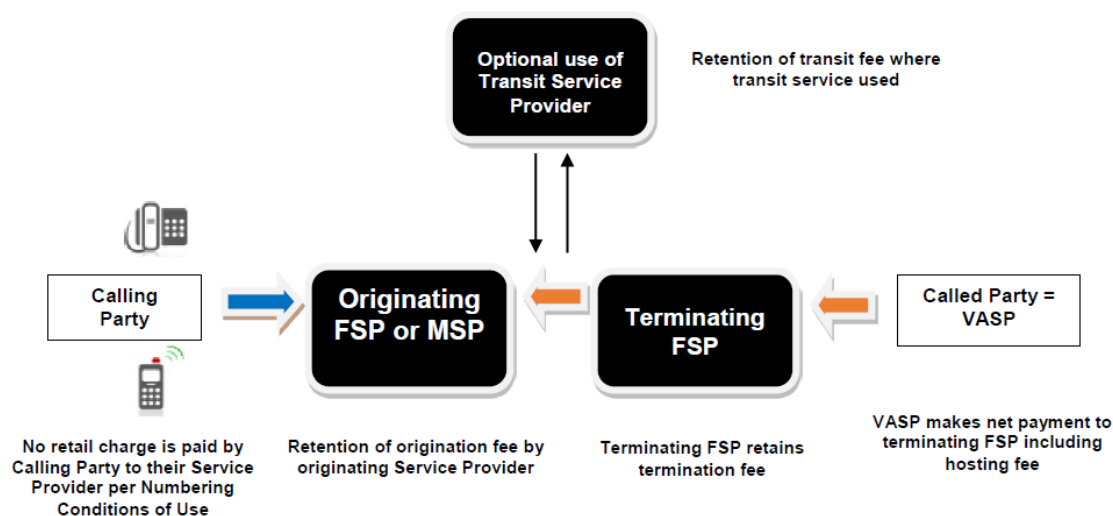 Optional use of
Transit Service
Provider
Retention of transit fee where
transit service used
Calling
Party
Originating
FSP or MSP
Terminating
FSP
Called Party =
VASP
No retail charge is paid by
Calling Party to their Service
Provider per Numbering
Conditions of Use
Retention of origination fee by
originating Service Provider
Terminating FSP retains
termination fee
VASP makes net payment to
terminating FSP including
hosting fee